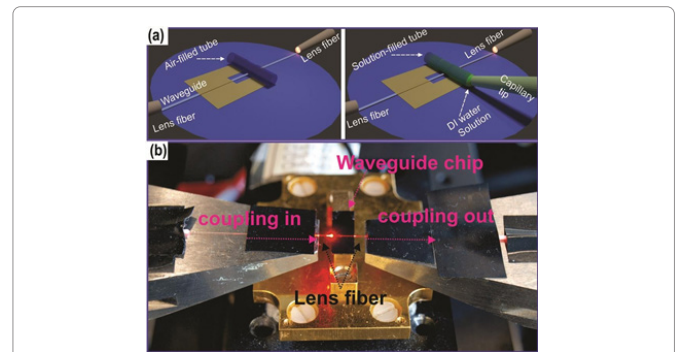 (a)
Air-filled tube
Lens fiber
Waveguide
Lens fiber
Solution-filled tube
Lens fiber
Capillary
tip
Lens fiber
DI water
Solution
(b)
Waveguide chip
coupling in
coupling out
Lens fiber